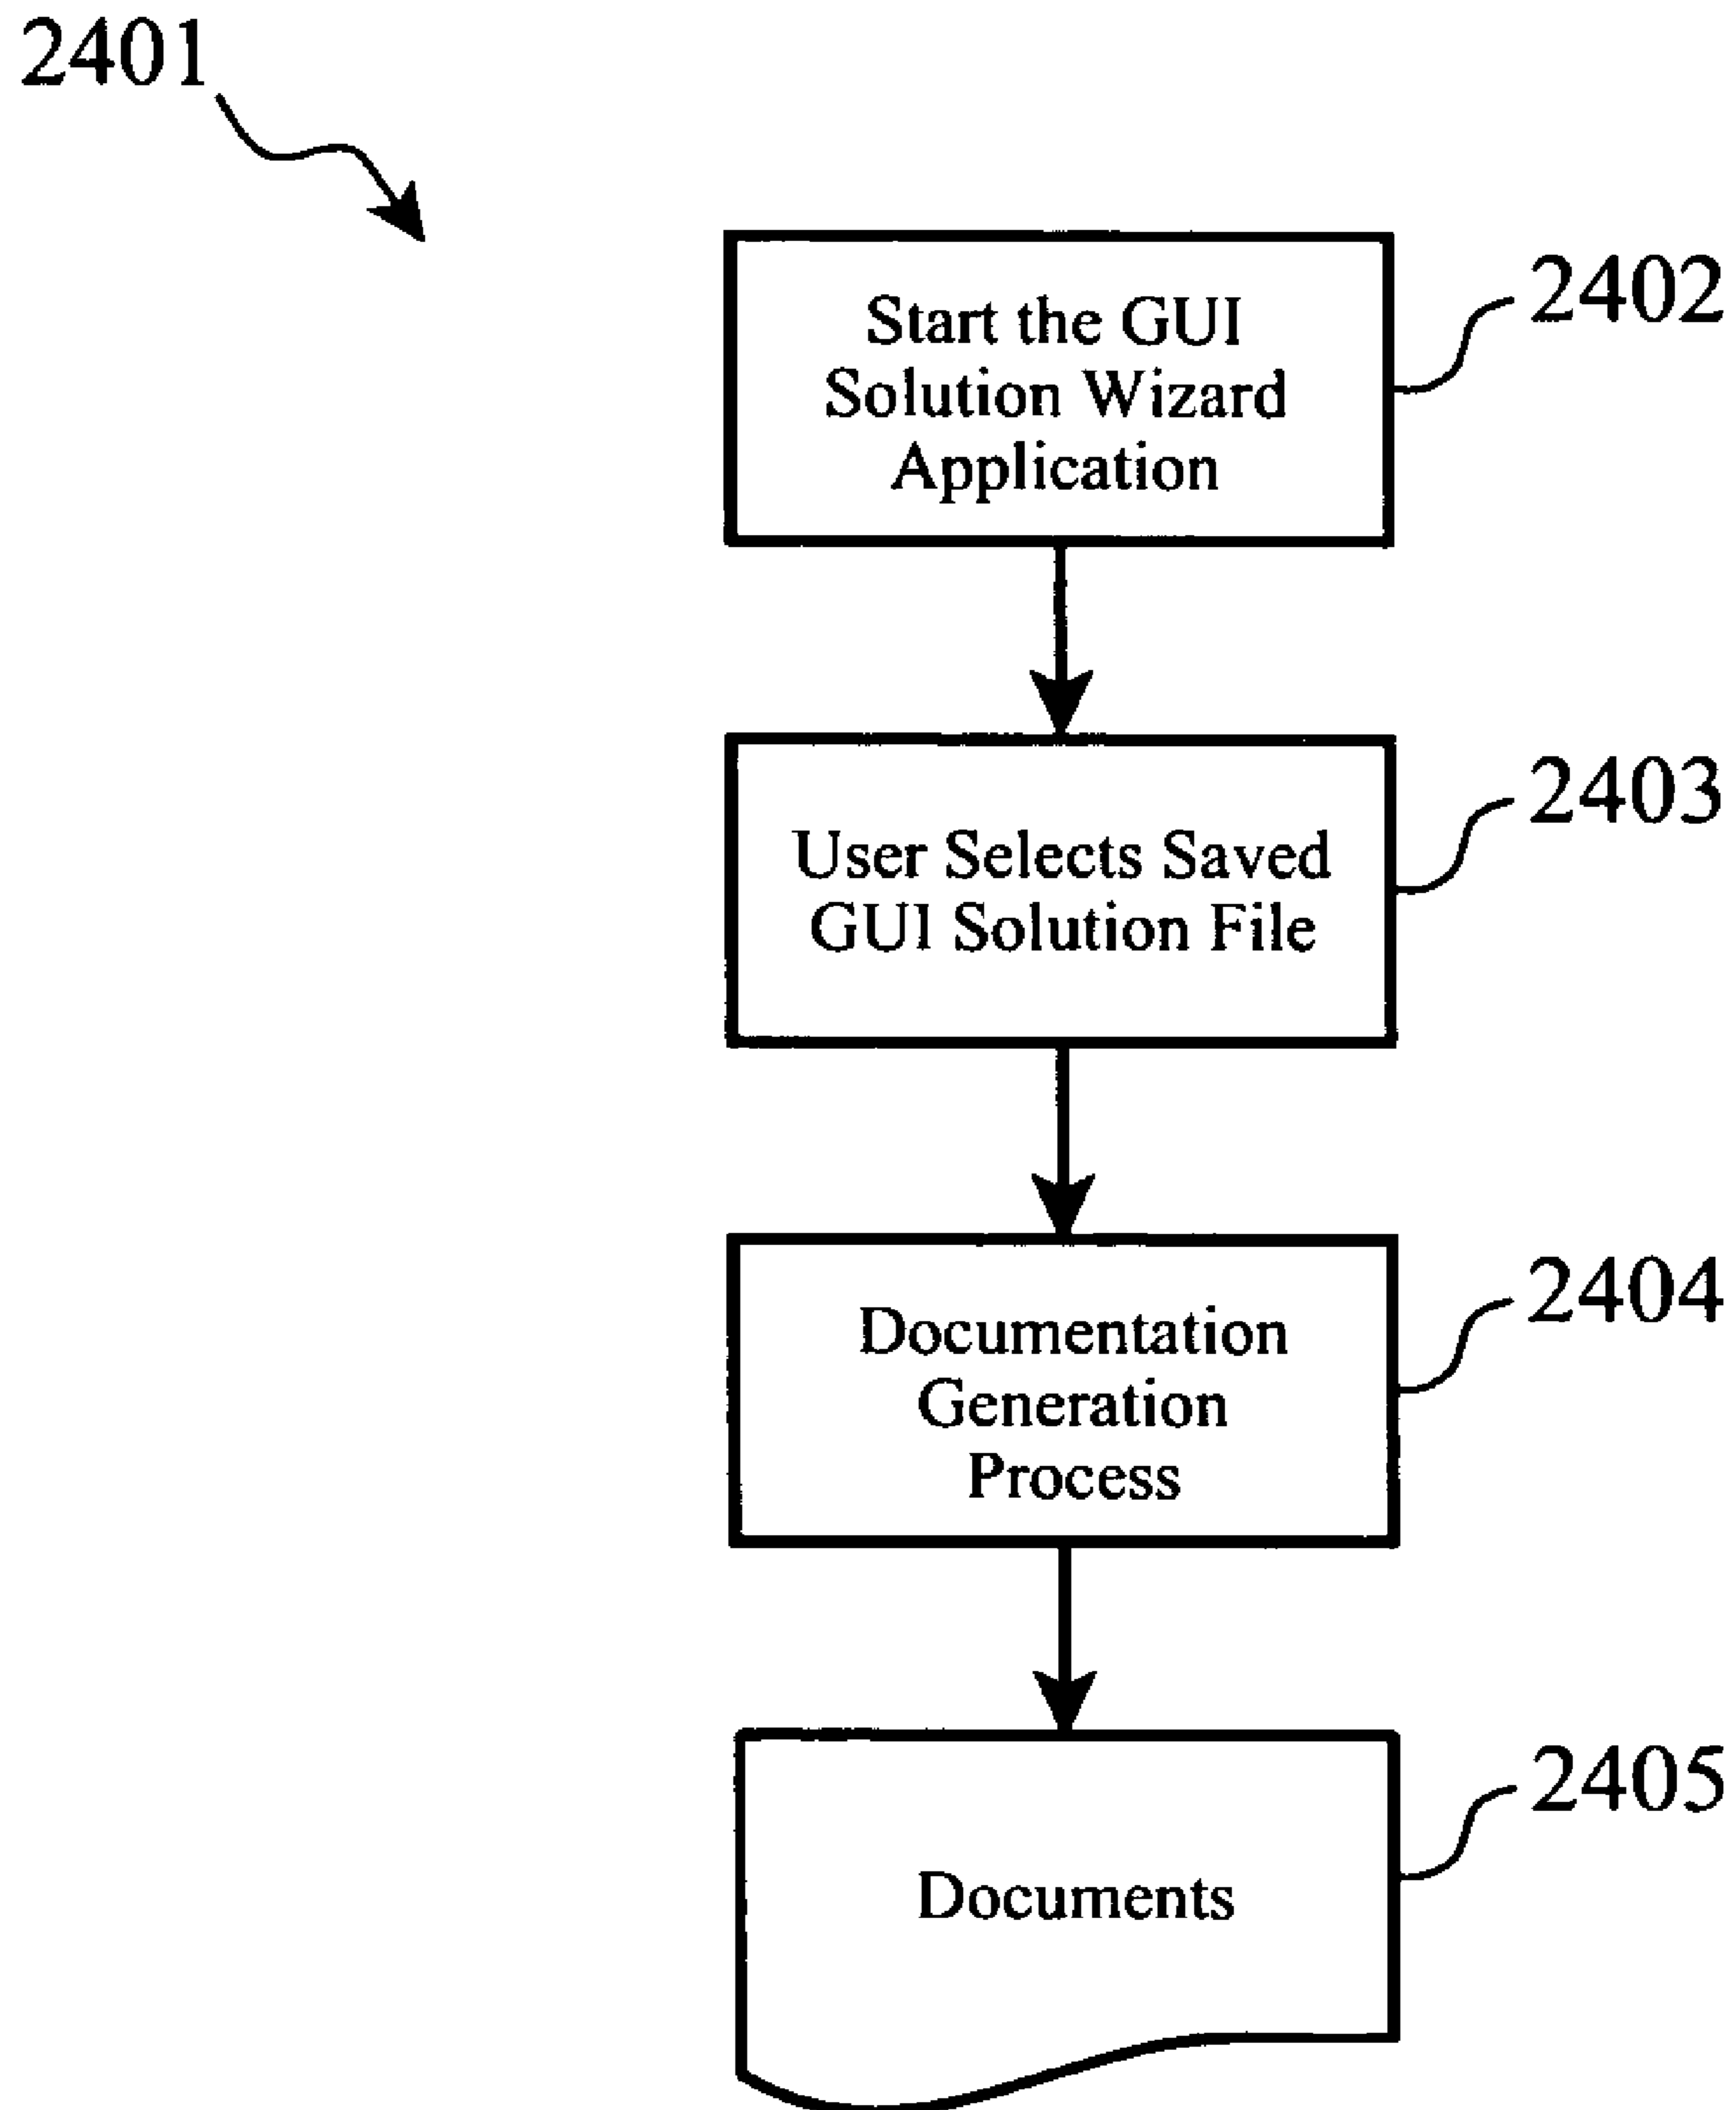 2401
Start the GUI
Solution Wizard
Application
2402
User Selects Saved
GUI Solution File
2403
Documentation
Generation
Process
2404
Documents
2405